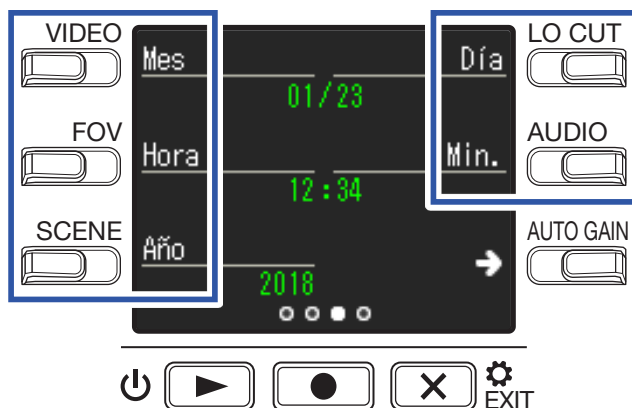 VIDEO
LO CUT
Mes
Día
01/23
FOV
AUDIO
Hora
Min.
12:34
SCENE
AUTO GAIN
Año
2018
EXIT